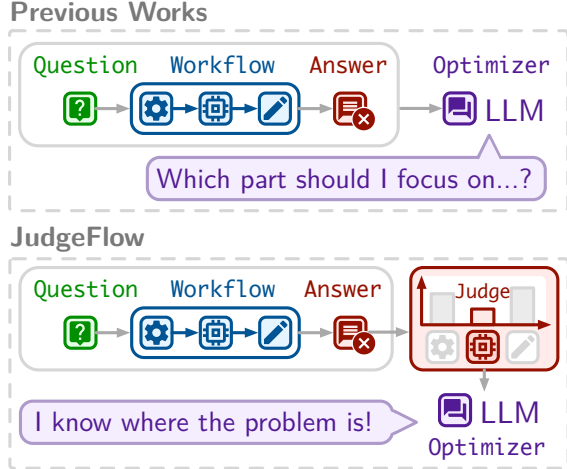 Previous Works
Question Workflow Answer Optimizer
LLM
Which part should I focus on...?
JudgeFlow
Question Workflow Answer Judge
I know where the problem is! LLM
Optimizer